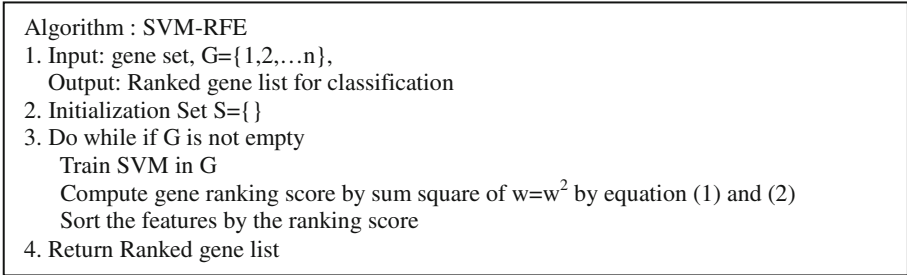 Algorithm : SVM-RFE
1. Input: gene set, G={1,2,…n},
Output: Ranked gene list for classification
2. Initialization Set S={}
3. Do while if G is not empty
Train SVM in G
Compute gene ranking score by sum square of w=w² by equation (1) and (2)
Sort the features by the ranking score
4. Return Ranked gene list